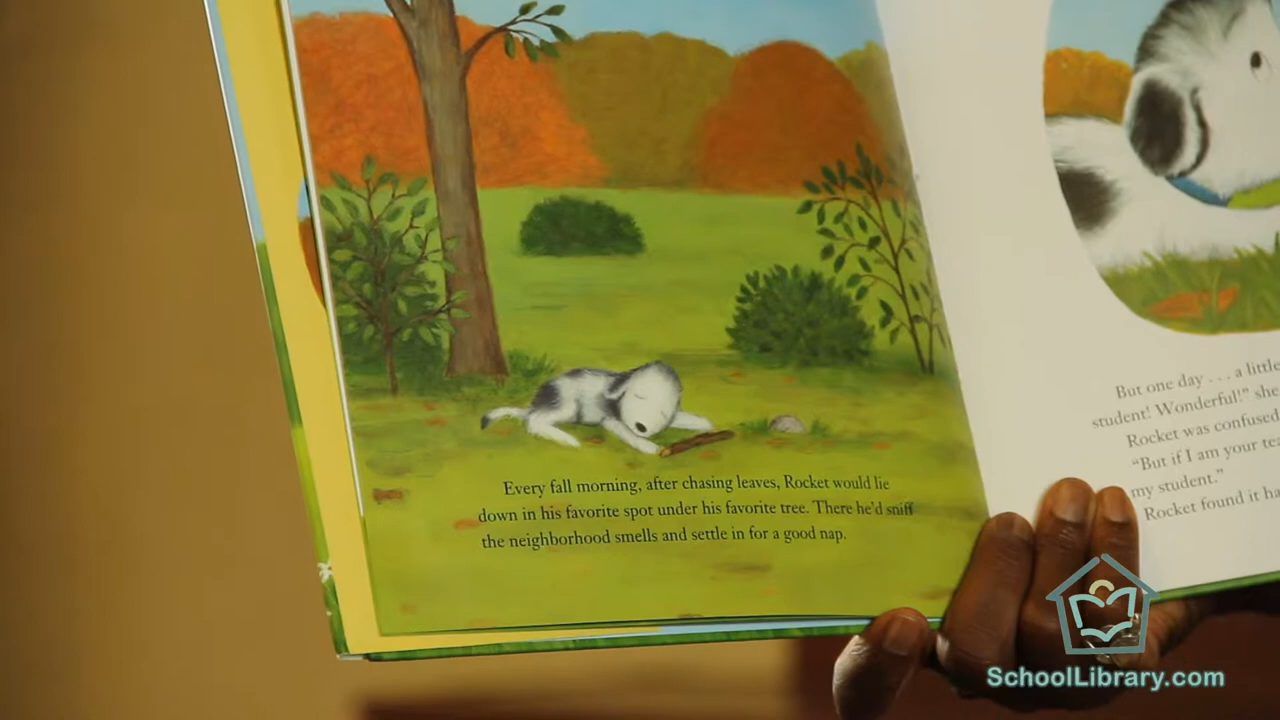 Every fall morning, after chasing leaves, Rocket would lie
down in his favorite spot under his favorite tree. There he'd sniff
the neighborhood smells and settle in for a good nap.
But one day . . . a little
student! Wonderful!" she
Rocket was confused
"But if I am your
my student."
Rocket found it
SchoolLibrary.com